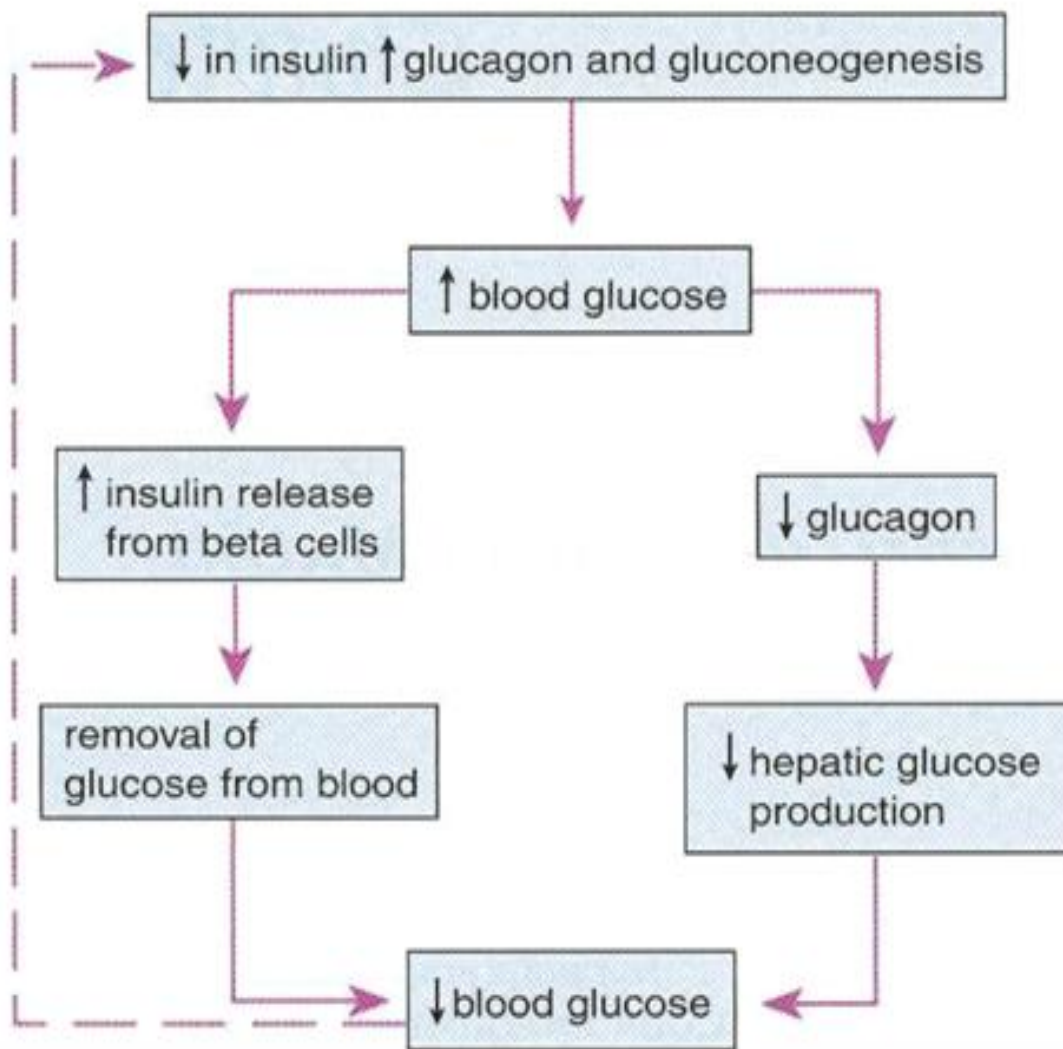 ↓ in insulin ↑ glucagon and gluconeogenesis
↑ blood glucose
↑ insulin release
from beta cells
↓ glucagon
removal of
glucose from blood
↓ hepatic glucose
production
↓ blood glucose